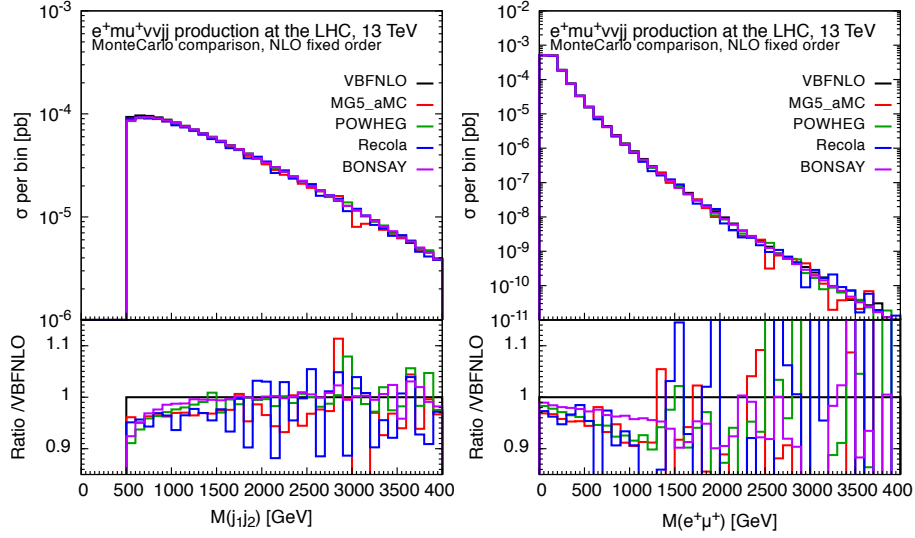 e⁺mu⁺vvjj production at the LHC, 13 TeV
MonteCarlo comparison, NLO fixed order
VBFNLO
MG5_aMC
POWHEG
Recola
BONSAY
σ per bin [pb]
10⁻³
10⁻⁴
10⁻⁵
10⁻⁶
Ratio /VBFNLO
1.1
1
0.9
0 500 1000 1500 2000 2500 3000 3500 400
M(j₁j₂) [GeV]
e⁺mu⁺vvjj production at the LHC, 13 TeV
MonteCarlo comparison, NLO fixed order
VBFNLO
MG5_aMC
POWHEG
Recola
BONSAY
σ per bin [pb]
10⁻²
10⁻³
10⁻⁴
10⁻⁵
10⁻⁶
10⁻⁷
10⁻⁸
10⁻⁹
10⁻¹⁰
10⁻¹¹
Ratio /VBFNLO
1.1
1
0.9
0 500 1000 1500 2000 2500 3000 3500 400
M(e⁺μ⁺) [GeV]